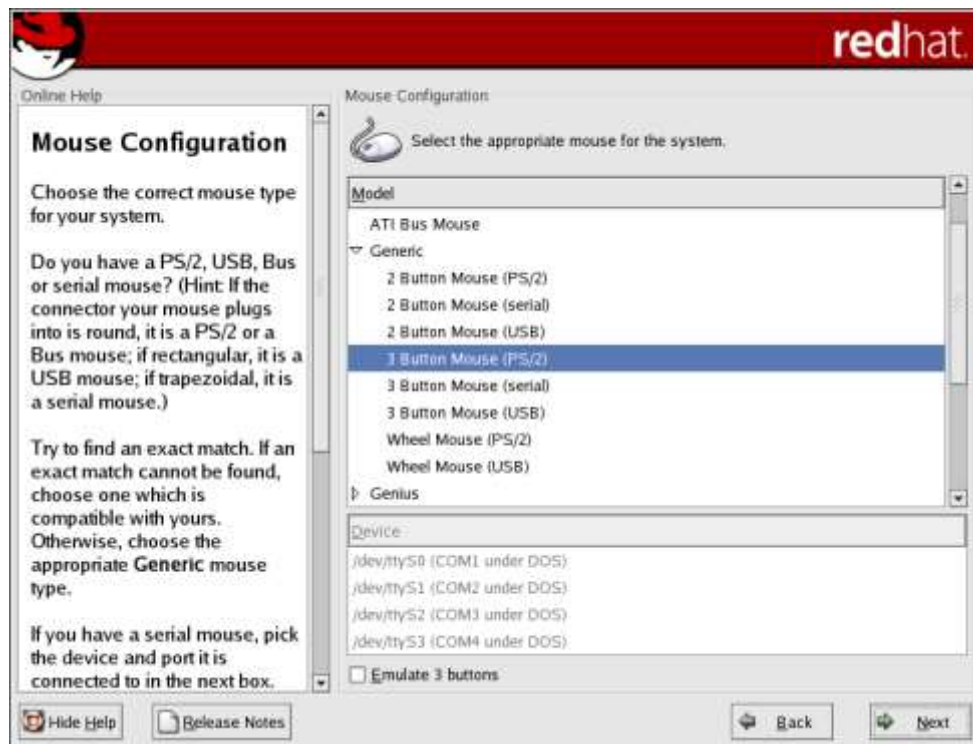 redhat.
Online Help
Mouse Configuration
Choose the correct mouse type
for your system.
Do you have a PS/2, USB, Bus
or serial mouse? (Hint: If the
connector your mouse plugs
into is round, it is a PS/2 or a
Bus mouse; if rectangular, it is a
USB mouse; if trapezoidal, it is
a serial mouse.)
Try to find an exact match. If an
exact match cannot be found,
choose one which is
compatible with yours.
Otherwise, choose the
appropriate Generic mouse
type.
If you have a serial mouse, pick
the device and port it is
connected to in the next box.
Mouse Configuration
Select the appropriate mouse for the system.
Model
ATI Bus Mouse
Generic
2 Button Mouse (PS/2)
2 Button Mouse (serial)
2 Button Mouse (USB)
3 Button Mouse (PS/2)
3 Button Mouse (serial)
3 Button Mouse (USB)
Wheel Mouse (PS/2)
Wheel Mouse (USB)
Genius
Device
/dev/ttyS0 (COM1 under DOS)
/dev/ttyS1 (COM2 under DOS)
/dev/ttyS2 (COM3 under DOS)
/dev/ttyS3 (COM4 under DOS)
Emulate 3 buttons
Hide Help
Release Notes
Back
Next